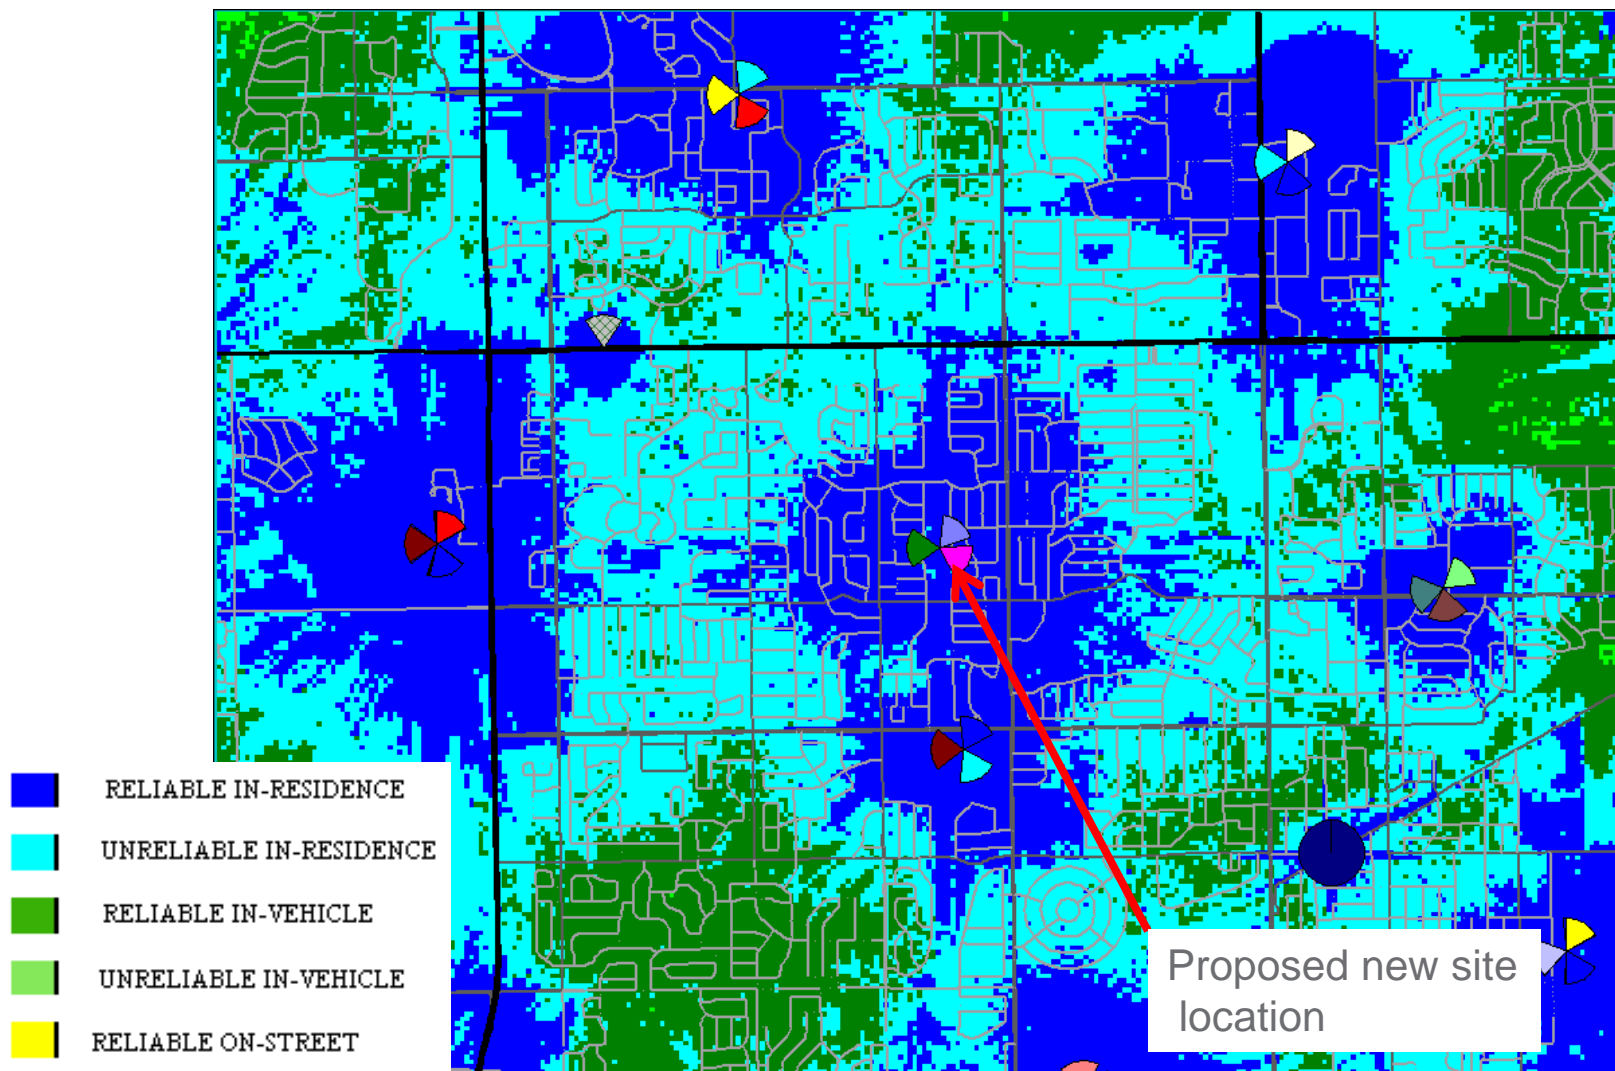 RELIABLE IN-RESIDENCE
UNRELIABLE IN-RESIDENCE
RELIABLE IN-VEHICLE
UNRELIABLE IN-VEHICLE
RELIABLE ON-STREET
Proposed new site
location